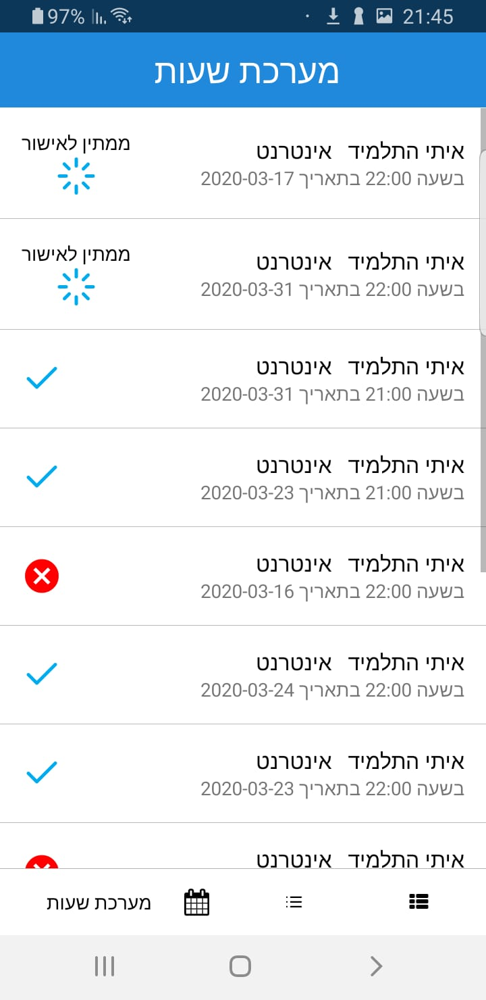 97% 21:45
מערכת שעות
איתי התלמיד אינטרנט
בשעה 22:00 בתאריך 2020-03-17
ממתין לאישור
איתי התלמיד אינטרנט
בשעה 22:00 בתאריך 2020-03-31
ממתין לאישור
איתי התלמיד אינטרנט
בשעה 21:00 בתאריך 2020-03-31
איתי התלמיד אינטרנט
בשעה 21:00 בתאריך 2020-03-23
איתי התלמיד אינטרנט
בשעה 22:00 בתאריך 2020-03-16
איתי התלמיד אינטרנט
בשעה 22:00 בתאריך 2020-03-24
איתי התלמיד אינטרנט
בשעה 22:00 בתאריך 2020-03-23
איתי התלמיד אינטרנט
מערכת שעות